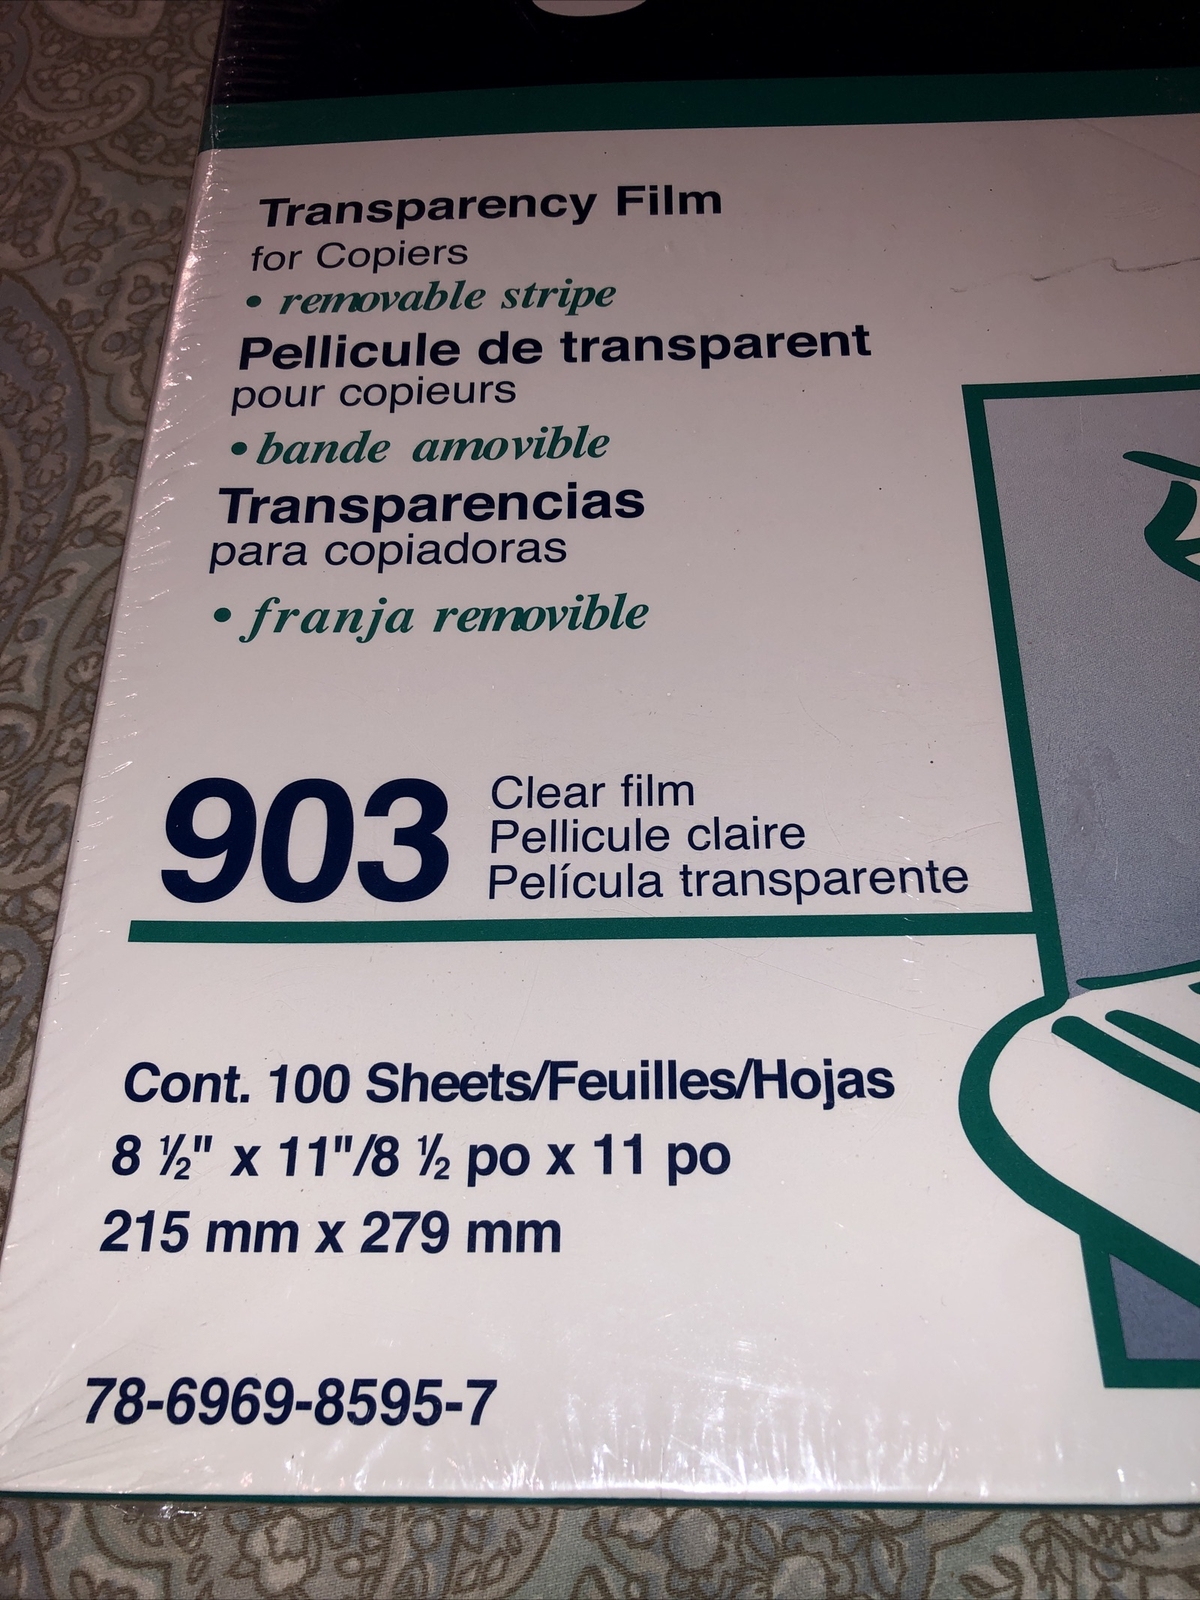 Transparency Film
for Copiers
• removable stripe
Pellicule de transparent
pour copieurs
• bande amovible
Transparencias
para copiadoras
• franja removible
903
Clear film
Pellicule claire
Película transparente
Cont. 100 Sheets/Feuilles/Hojas
8 ½" x 11"/8 ½ po x 11 po
215 mm x 279 mm
78-6969-8595-7